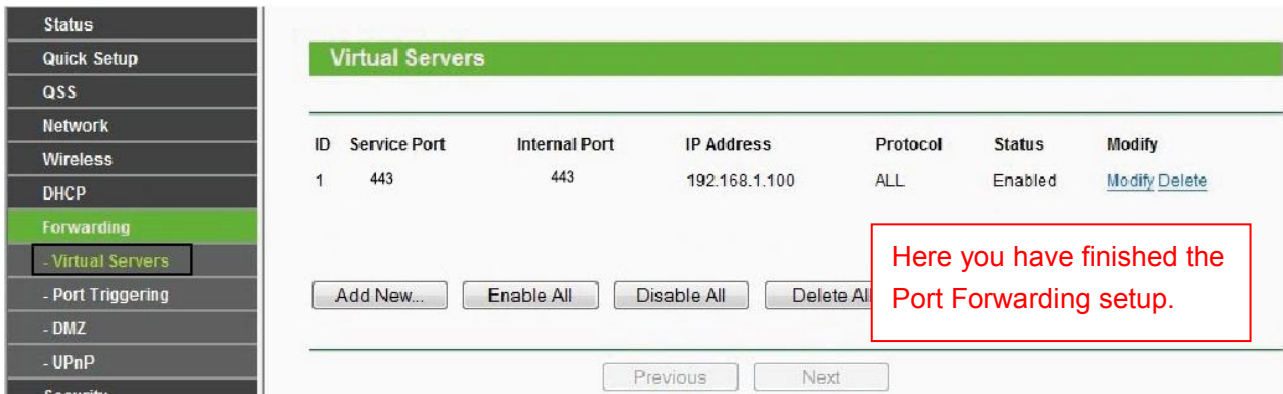 Status
Quick Setup
QSS
Network
Wireless
DHCP
Forwarding
- Virtual Servers
- Port Triggering
- DMZ
- UPnP
Security
Virtual Servers
ID Service Port Internal Port IP Address Protocol Status Modify
1 443 443 192.168.1.100 ALL Enabled Modify Delete
Add New... Enable All Disable All Delete All
Here you have finished the
Port Forwarding setup.
Previous Next